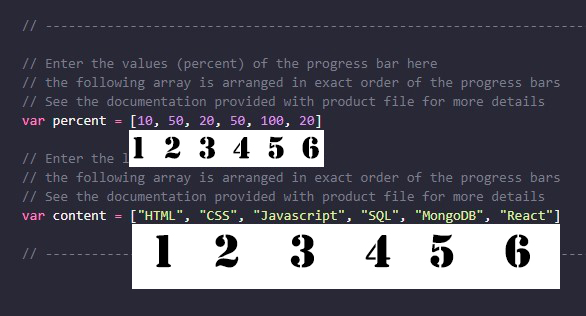 // --------------------------------------------------------------------
// Enter the values (percent) of the progress bar here
// the following array is arranged in exact order of the progress bars
// See the documentation provided with product file for more details
var percent = [10, 50, 20, 50, 100, 20]
1 2 3 4 5 6
// Enter the l
// the following array is arranged in exact order of the progress bars
// See the documentation provided with product file for more details
var content = ["HTML", "CSS", "Javascript", "SQL", "MongoDB", "React"]
1 2 3 4 5 6
// --------------